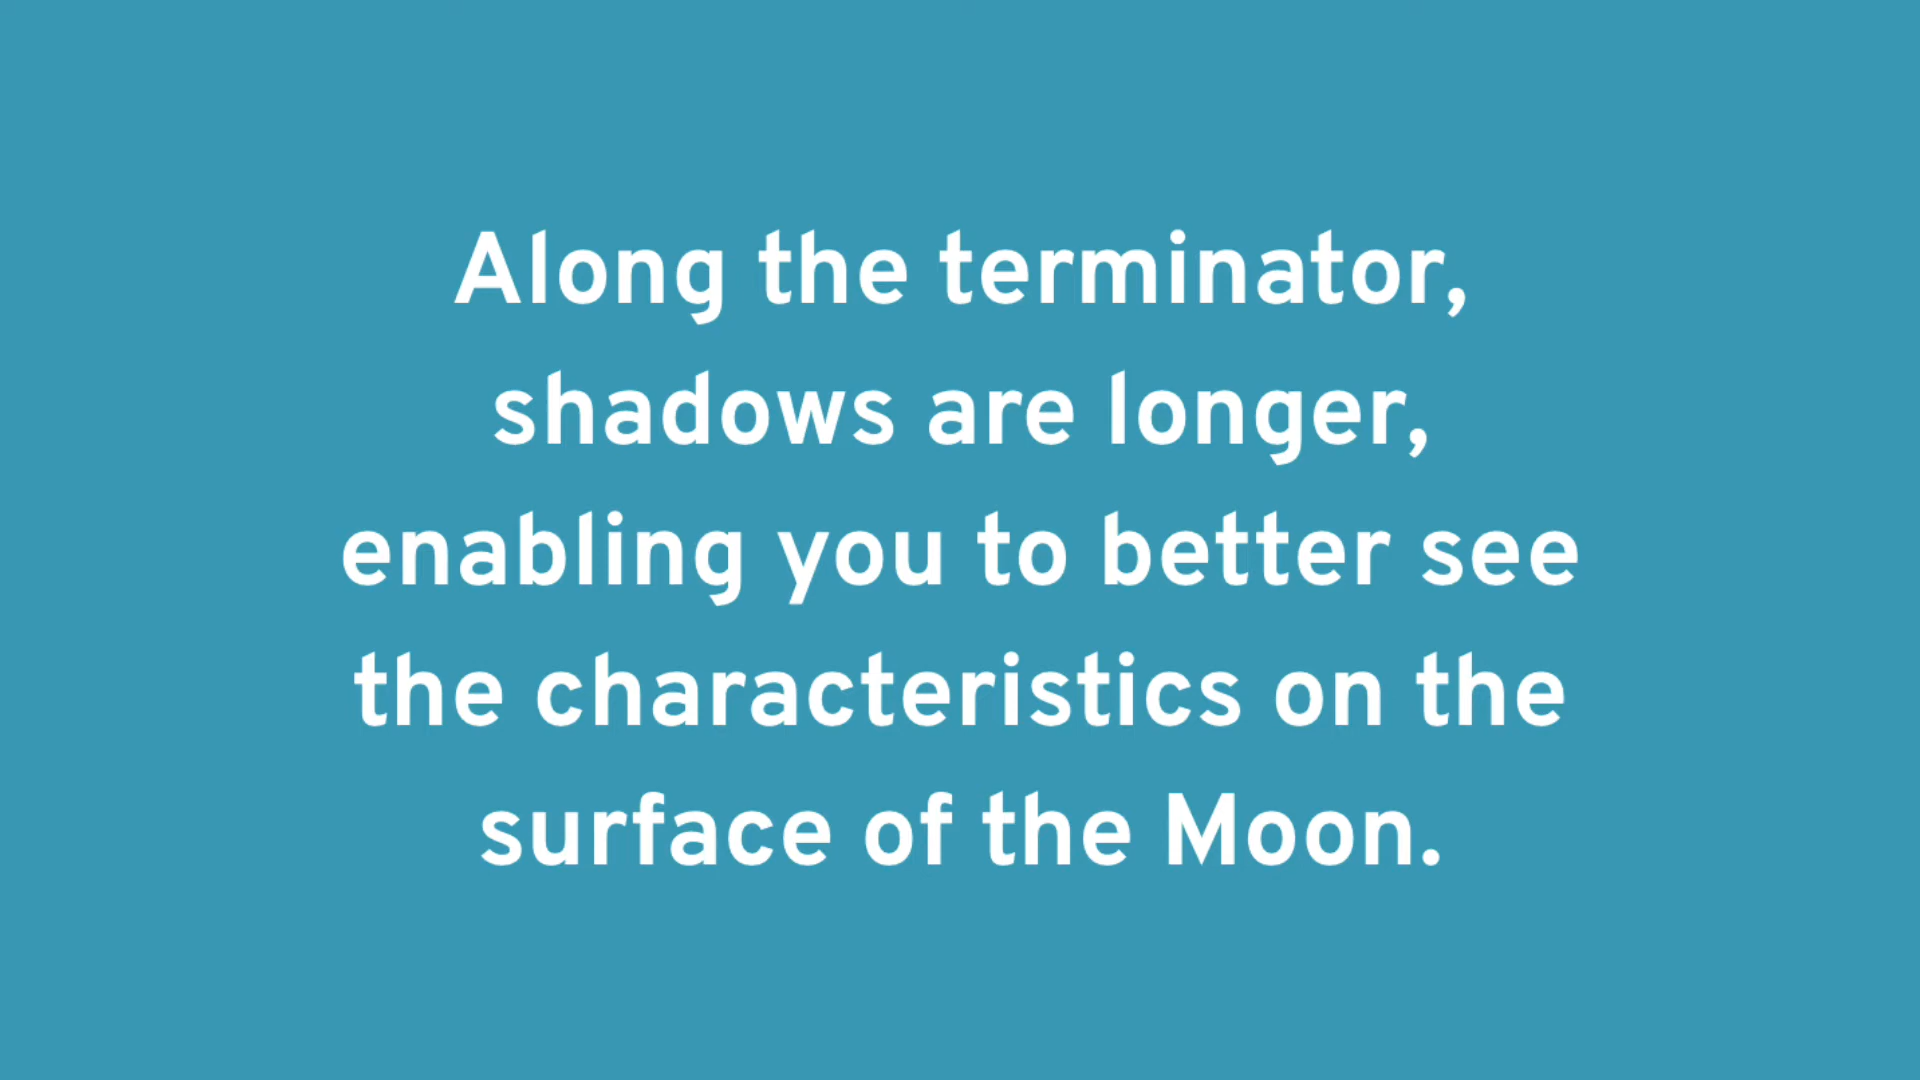 Along the terminator,
shadows are longer,
enabling you to better see
the characteristics on the
surface of the Moon.